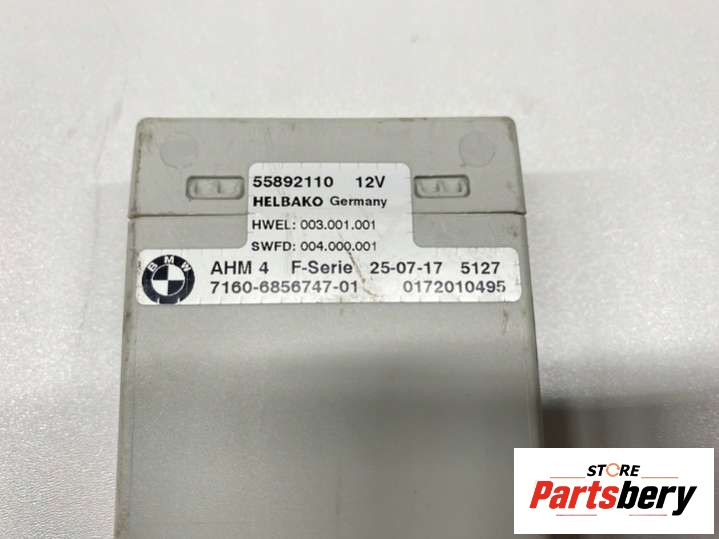 55892110 12V
HELBAKO Germany
HWEL: 003.001.001
SWFD: 004.000.001
BMW
AHM 4 F-Serie 25-07-17 5127
7160-6856747-01 0172010495
STORE
Partsbery